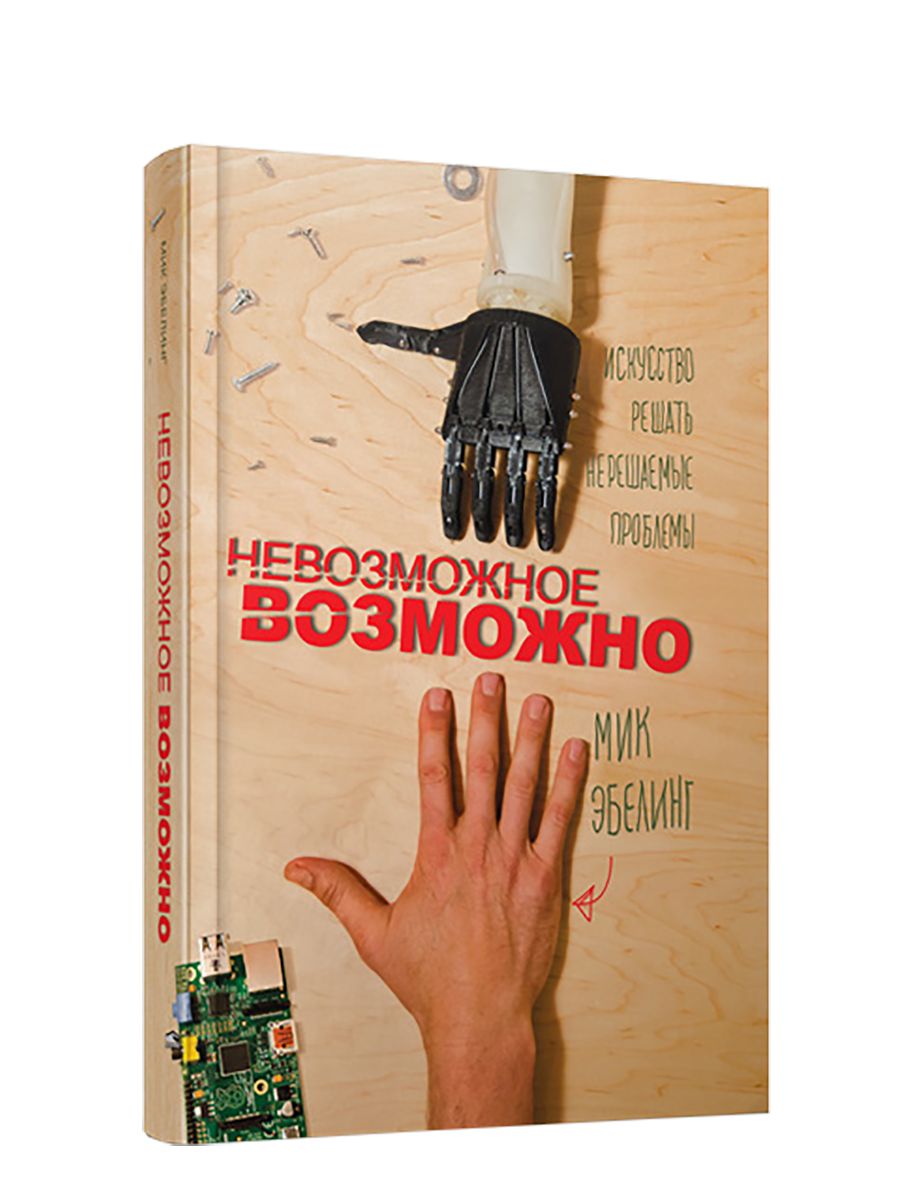 МИК ЭБЕЛИНГ
НЕВОЗМОЖНОЕ ВОЗМОЖНО
ИСКУССТВО
РЕШАТЬ
НЕРЕШАЕМЫЕ
ПРОБЛЕМЫ
НЕВОЗМОЖНОЕ
ВОЗМОЖНО
МИК
ЭБЕЛИНГ